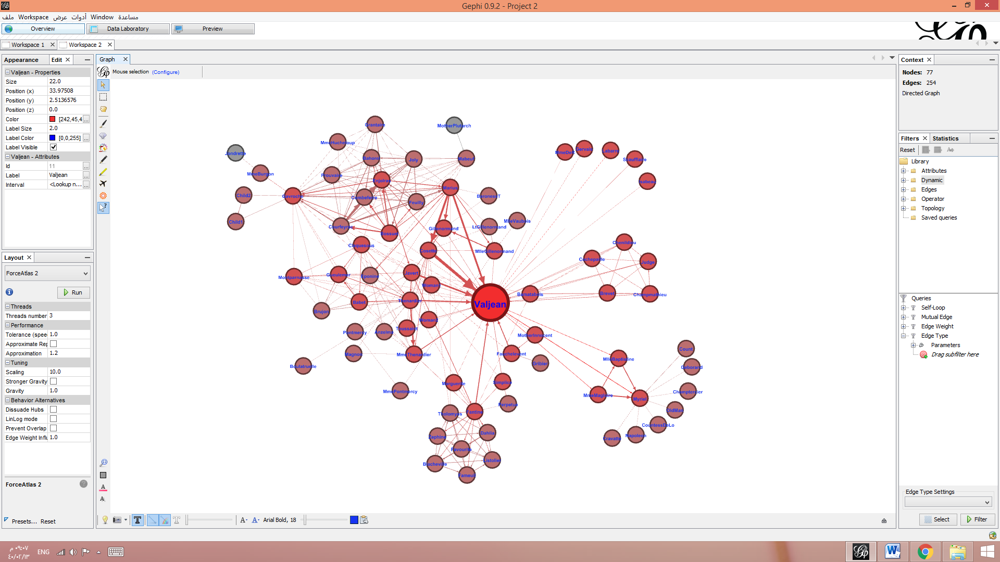 Gephi 0.9.2 - Project 2
ملف Workspace عرض أدوات Window مساعدة
Overview
Data Laboratory
Preview
Workspace 1
Workspace 2
Appearance
Edit
Valjean - Properties
Size 22.0
Position (x) 33.97508
Position (y) 2.5136576
Position (z) 0.0
Color [242,45,4 ...
Label Size 2.0
Label Color [0,0,255] ...
Label Visible
Valjean - Attributes
Id 11 ...
Label Valjean ...
Interval <Lookup n... ...
Layout
ForceAtlas 2
Run
Threads
Threads number 3
Performance
Tolerance (spee 1.0
Approximate Rep
Approximation 1.2
Tuning
Scaling 10.0
Stronger Gravity
Gravity 1.0
Behavior Alternatives
Dissuade Hubs
LinLog mode
Prevent Overlap
Edge Weight Influ 1.0
ForceAtlas 2
Presets... Reset
Graph
Mouse selection (Configure)
Grantaire
MotherPlutarch
MmeHucheloup
Jondrette
MmeDeR
Gervais
Labarre
Scaufflaire
Bahorel
Joly
Mabeuf
MmeBurgon
Prouvaire
Enjolras
Isabeau
Marius
Child2
Gavroche
Combeferre
Feuilly
BaronessT
Child1
MlleVaubois
Courfeyrac
Bossuet
Gillenormand
LtGillenormand
Claquesous
Cosette
MlleGillenormand
Chenildieu
Cochepaille
Judge
Montparnasse
Gueulemer
Eponine
Javert
Woman1
Bamatabois
Brevet
Champmathieu
Babet
Thenardier
Valjean
Brujon
Woman2
Pontmercy
Anzelma
Toussaint
MotherInnocent
Magnon
MmeThenardier
Fauchelevent
Gribier
Count
MlleBaptistine
Boulatruelle
Geborand
Marguerite
Simplice
MmePontmercy
Champtercier
MmeMagloire
Myriel
Perpetue
Tholomyes
Fantine
OldMan
CountessDeLo
Zephine
Dahlia
Napoleon
Cravatte
Favourite
Blacheville
Listolier
Fameuil
Arial Bold, 18
Context
Nodes: 77
Edges: 254
Directed Graph
Filters
Statistics
Reset
Library
Attributes
Dynamic
Edges
Operator
Topology
Saved queries
Queries
Self-Loop
Mutual Edge
Edge Weight
Edge Type
Parameters
Drag subfilter here
Edge Type Settings
Select
Filter
ENG
٠٩:٠٧ م
٤٠/٠٢/١٣